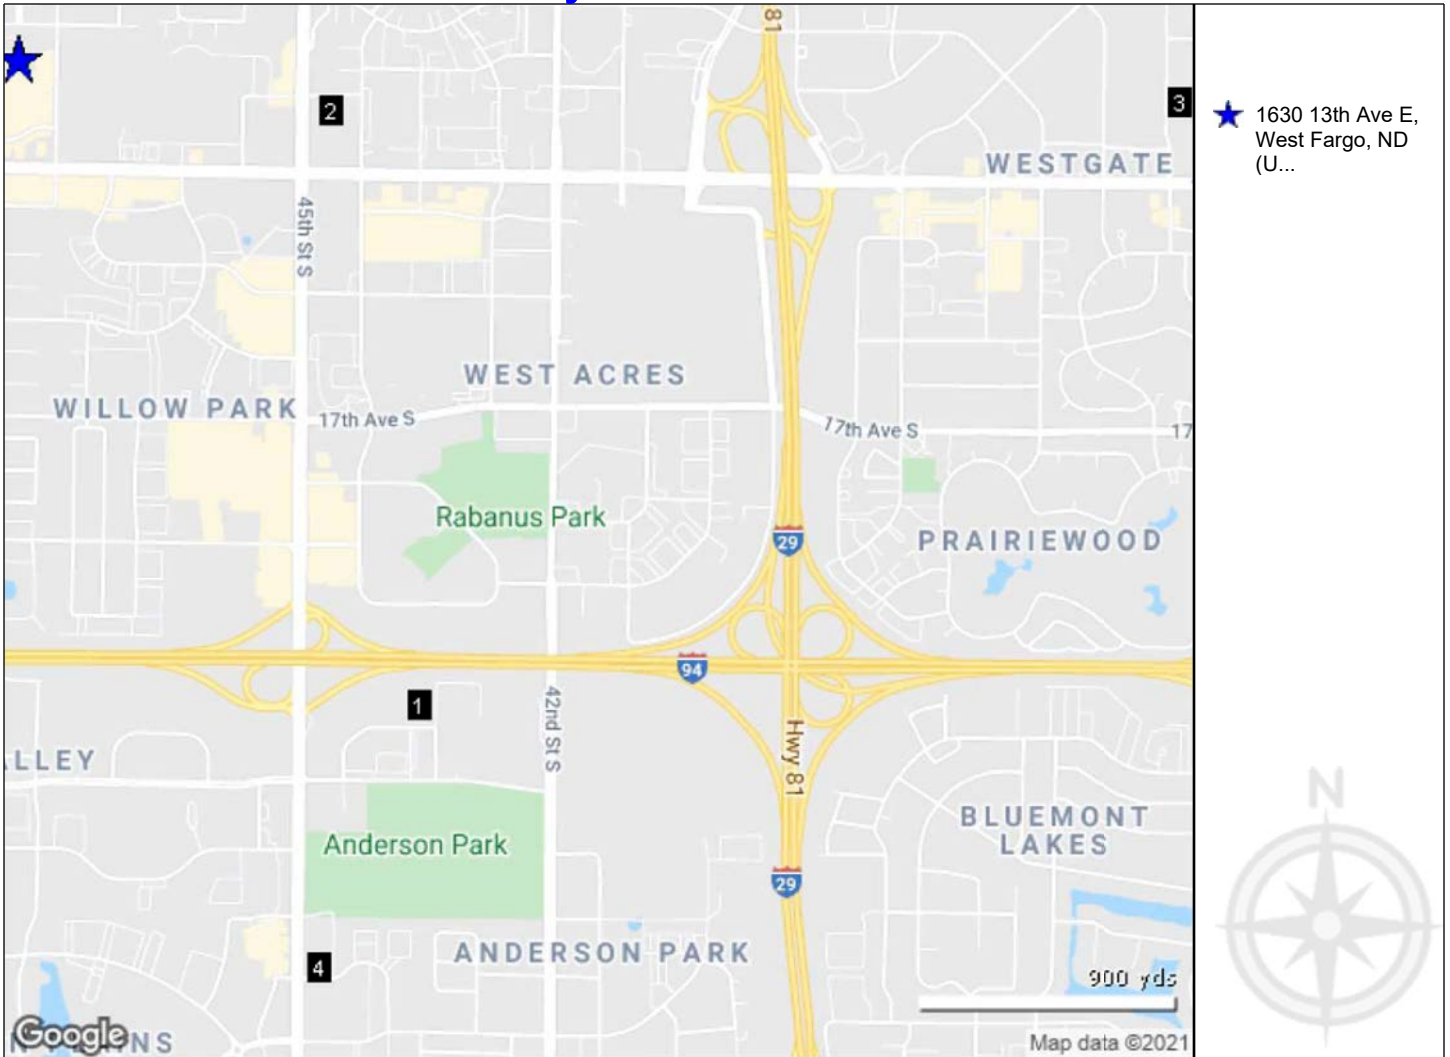 81
2
3
1630 13th Ave E,
West Fargo, ND
(U...
WESTGATE
45th St S
WEST ACRES
WILLOW PARK
17th Ave S
17th Ave S
17
Rabanus Park
29
PRAIRIEWOOD
94
1
42nd St S
Hwy 81
ALLEY
N
BLUEMONT
LAKES
Anderson Park
29
ANDERSON PARK
4
900 yds
Google
Map data ©2021